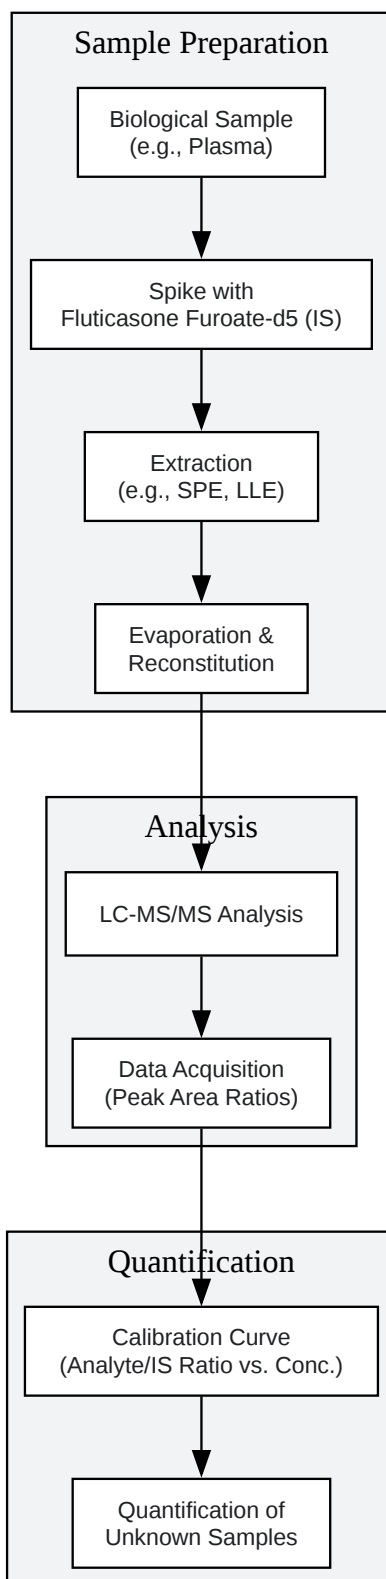 Sample Preparation
Biological Sample
(e.g., Plasma)
Spike with
Fluticasone Furoate-d5 (IS)
Extraction
(e.g., SPE, LLE)
Evaporation &
Reconstitution
Analysis
LC-MS/MS Analysis
Data Acquisition
(Peak Area Ratios)
Quantification
Calibration Curve
(Analyte/IS Ratio vs. Conc.)
Quantification of
Unknown Samples